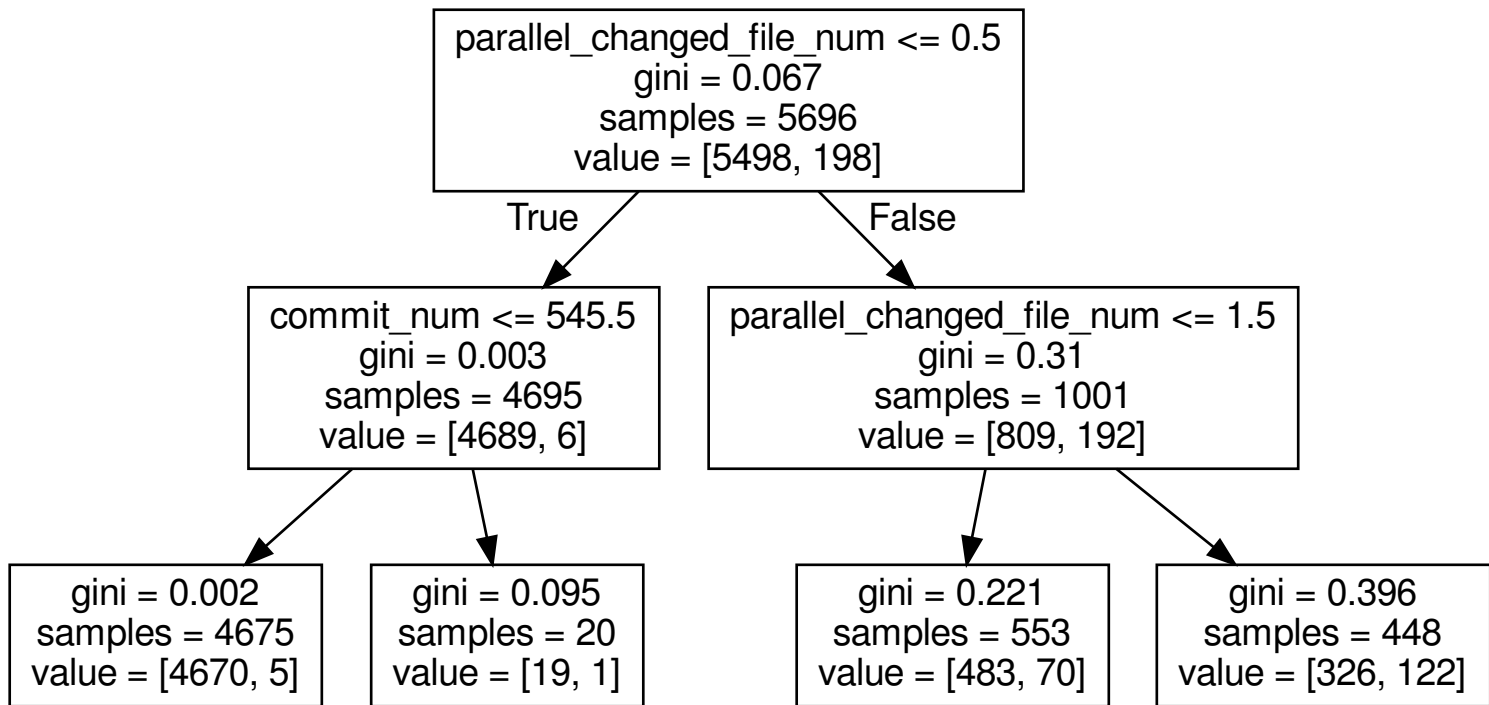 parallel_changed_file_num <= 0.5
gini = 0.067
samples = 5696
value = [5498, 198]
True
False
commit_num <= 545.5
gini = 0.003
samples = 4695
value = [4689, 6]
parallel_changed_file_num <= 1.5
gini = 0.31
samples = 1001
value = [809, 192]
gini = 0.002
samples = 4675
value = [4670, 5]
gini = 0.095
samples = 20
value = [19, 1]
gini = 0.221
samples = 553
value = [483, 70]
gini = 0.396
samples = 448
value = [326, 122]